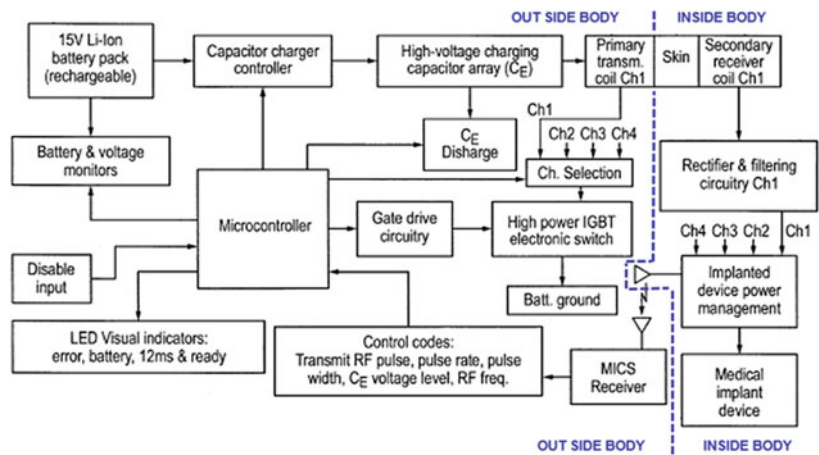 OUT SIDE BODY
INSIDE BODY
15V Li-Ion
battery pack
(rechargeable)
Capacitor charger
controller
High-voltage charging
capacitor array (C̄E)
Primary
transm.
coil Ch1
Skin
Secondary
receiver
coil Ch1
Ch1
Ch2 Ch3 Ch4
Battery & voltage
monitors
CE
Disharge
Ch. Selection
Rectifier & filtering
circuitry Ch1
Microcontroller
Gate drive
circuitry
High power IGBT
electronic switch
Ch4 Ch3 Ch2 Ch1
Disable
input
Batt. ground
Implanted
device power
management
LED Visual indicators:
error, battery, 12ms & ready
Control codes:
Transmit RF pulse, pulse rate, pulse
width, CE voltage level, RF freq.
MICS
Receiver
Medical
implant
device
OUT SIDE BODY
INSIDE BODY